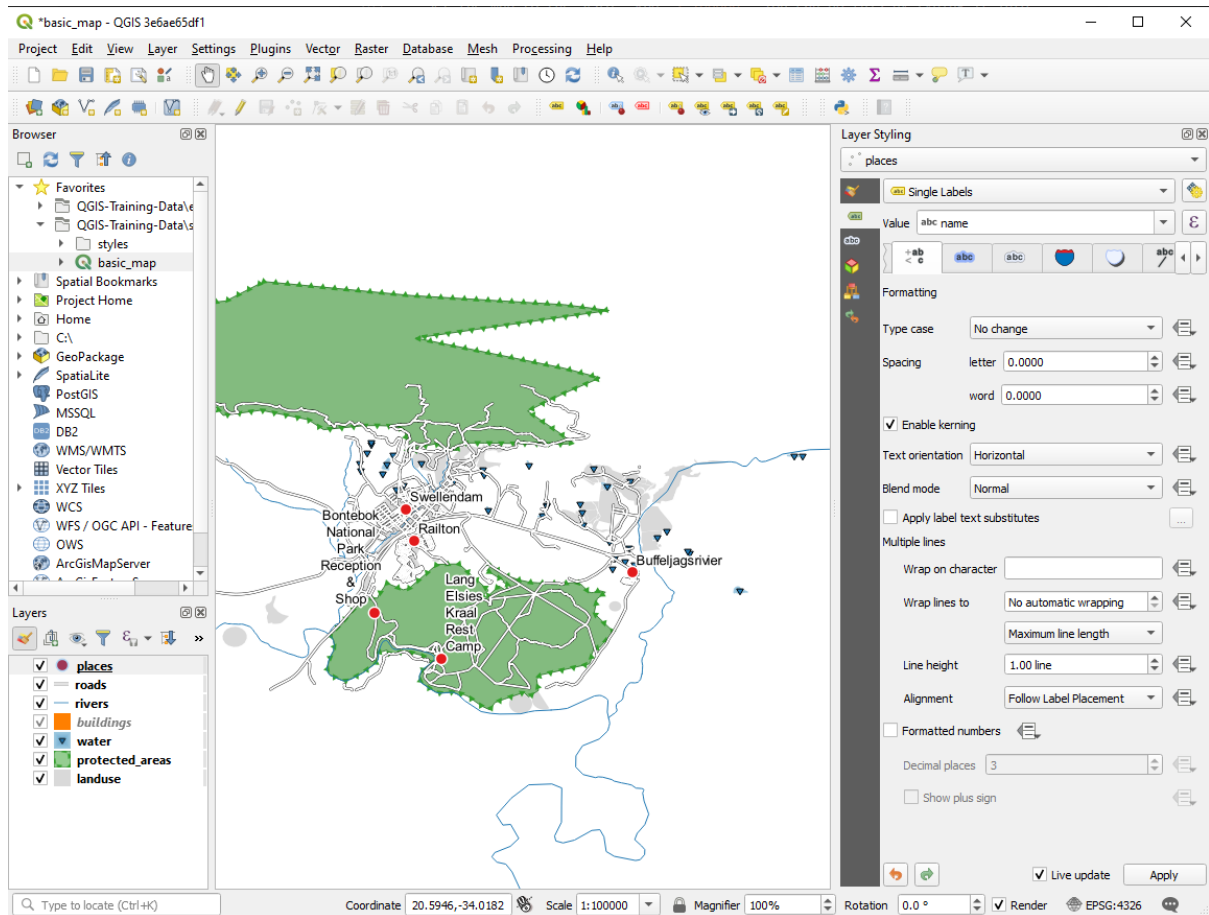 *basic_map - QGIS 3e6ae65df1
Project Edit View Layer Settings Plugins Vector Raster Database Mesh Processing Help
Browser
Favorites
QGIS-Training-Data\e
QGIS-Training-Data\s
styles
basic_map
Spatial Bookmarks
Project Home
Home
C:\
GeoPackage
SpatiaLite
PostGIS
MSSQL
DB2
WMS/WMTS
Vector Tiles
XYZ Tiles
WCS
WFS / OGC API - Feature
OWS
ArcGisMapServer
Layers
places
roads
rivers
buildings
water
protected_areas
landuse
Swellendam
Bontebok
National
Park
Reception
&
Shop
Railton
Lang
Elsies
Kraal
Rest
Camp
Buffeljagsrivier
Layer Styling
places
Single Labels
Value abc name ε
+ab
< c
abc
abc
abc
Formatting
Type case No change
Spacing letter 0.0000
word 0.0000
Enable kerning
Text orientation Horizontal
Blend mode Normal
Apply label text substitutes ...
Multiple lines
Wrap on character
Wrap lines to No automatic wrapping
Maximum line length
Line height 1.00 line
Alignment Follow Label Placement
Formatted numbers
Decimal places 3
Show plus sign
Live update Apply
Type to locate (Ctrl+K) Coordinate 20.5946,-34.0182 Scale 1:100000 Magnifier 100% Rotation 0.0 ° Render EPSG:4326